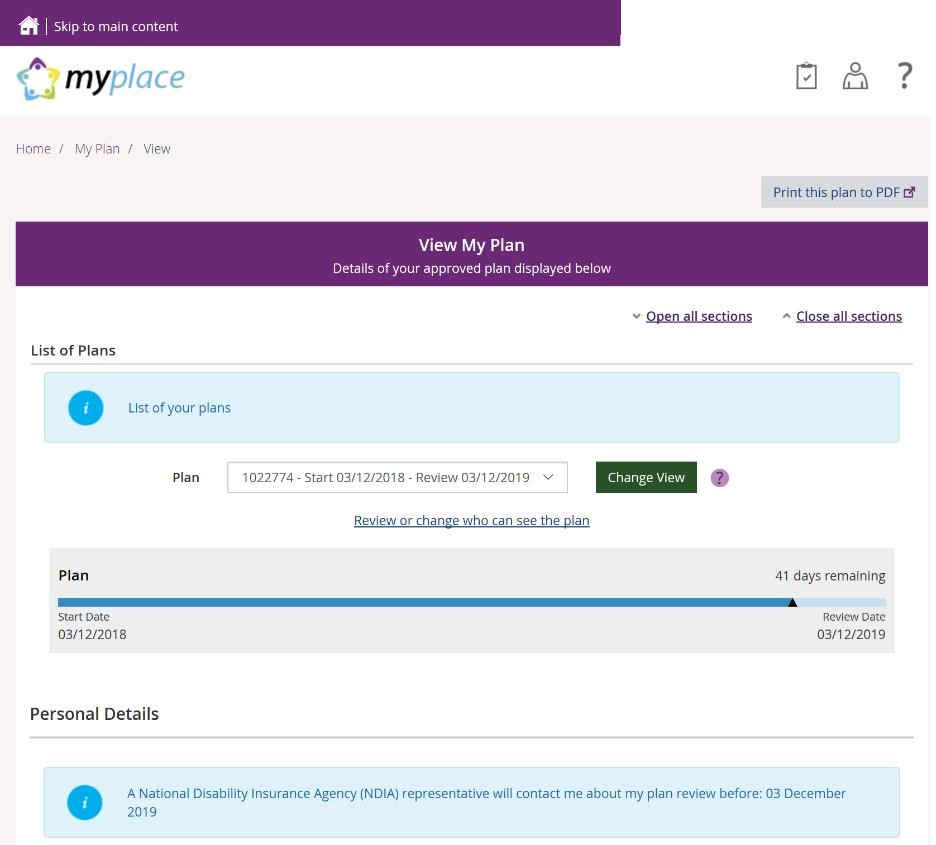 Skip to main content
myplace
?
Home / My Plan / View
Print this plan to PDF
View My Plan
Details of your approved plan displayed below
Open all sections Close all sections
List of Plans
i List of your plans
Plan 1022774 - Start 03/12/2018 - Review 03/12/2019 Change View ?
Review or change who can see the plan
Plan 41 days remaining
Start Date Review Date
03/12/2018 03/12/2019
Personal Details
A National Disability Insurance Agency (NDIA) representative will contact me about my plan review before: 03 December
i
2019